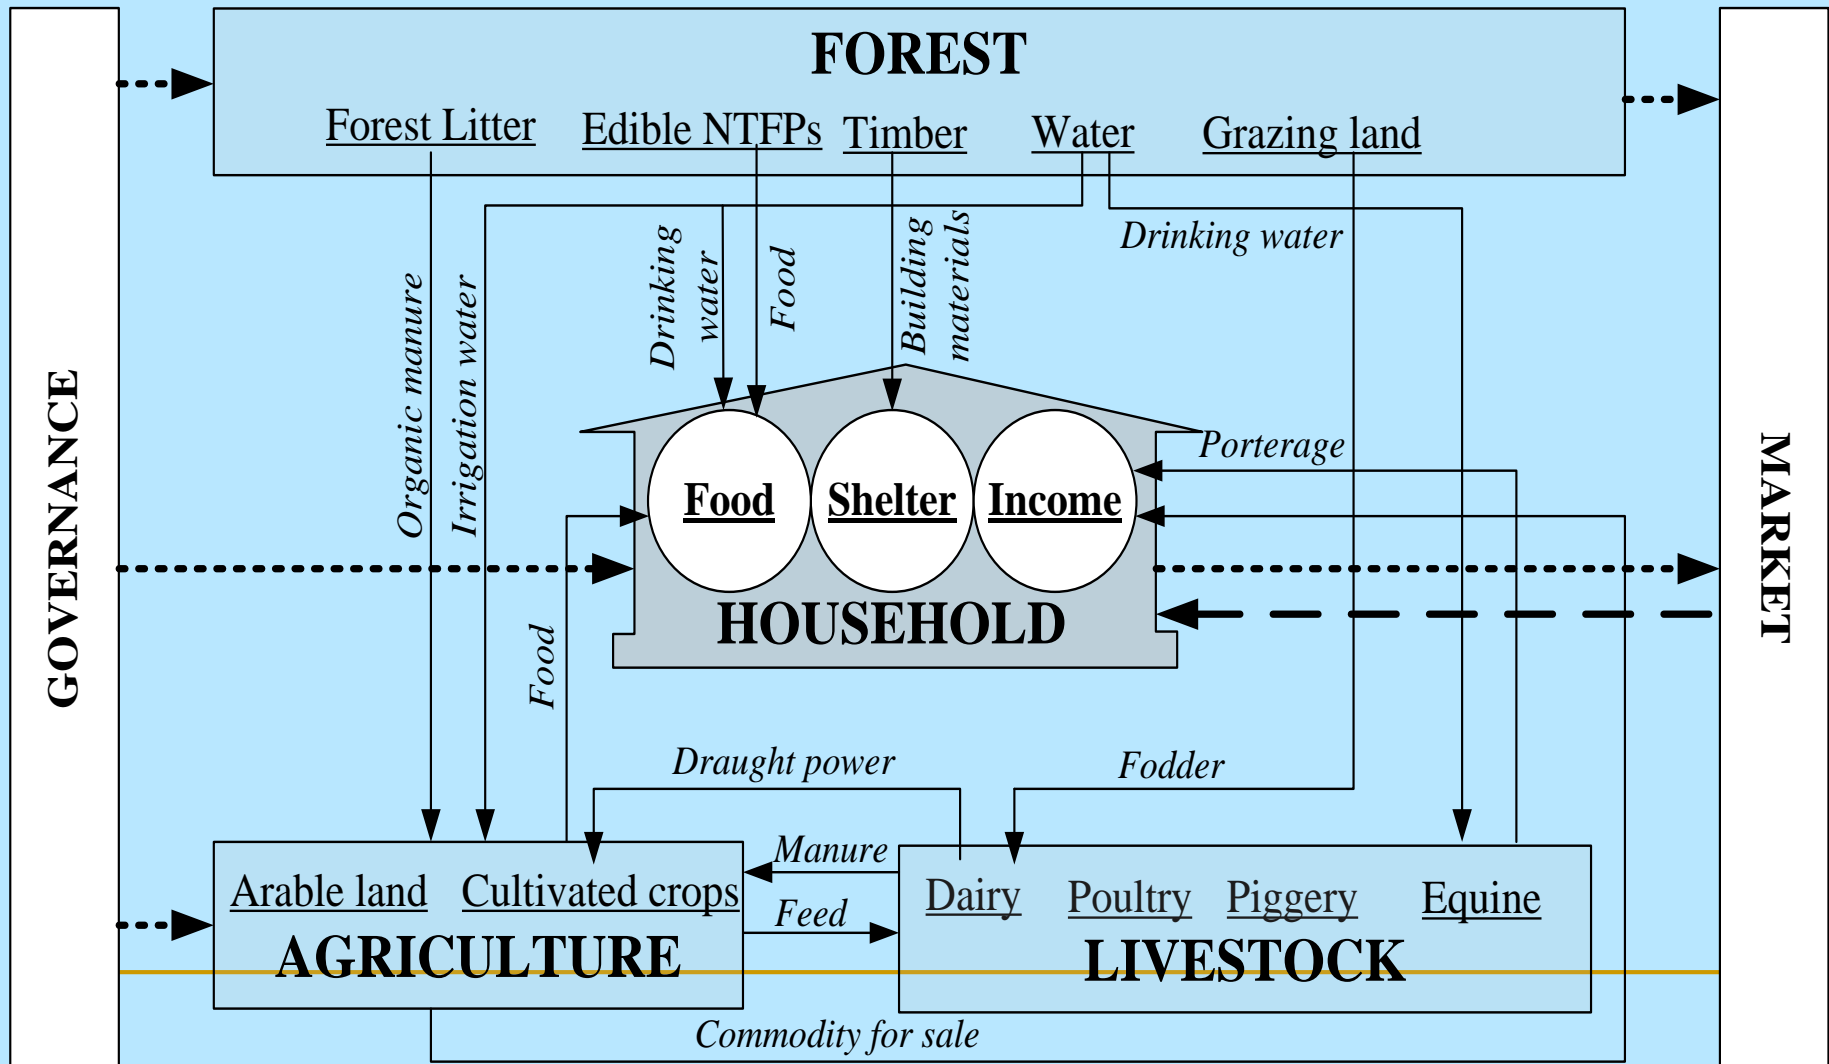 FOREST
Forest Litter
Edible NTFPs
Timber
Water
Grazing land
GOVERNANCE
MARKET
Organic manure
Irrigation water
Drinking
water
Food
Building
materials
Drinking water
Porterage
Food
Shelter
Income
HOUSEHOLD
Food
Draught power
Fodder
Manure
Feed
Arable land
Cultivated crops
AGRICULTURE
Dairy
Poultry
Piggery
Equine
LIVESTOCK
Commodity for sale